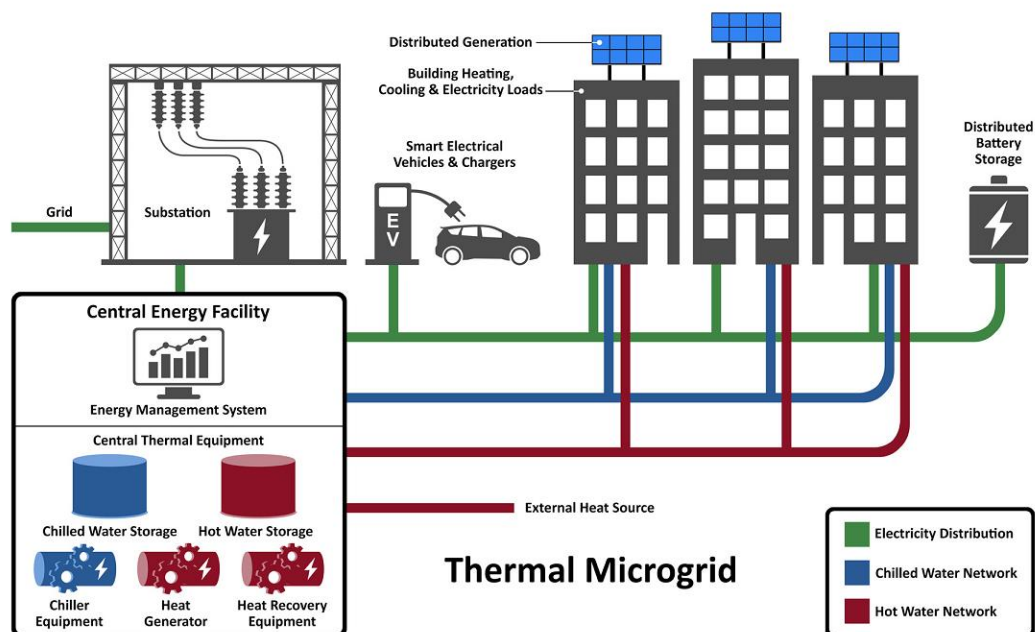 Distributed Generation
Building Heating,
Cooling & Electricity Loads
Smart Electrical
Vehicles & Chargers
Distributed
Battery
Storage
Grid
Substation
E
V
Central Energy Facility
Energy Management System
Central Thermal Equipment
Chilled Water Storage
Hot Water Storage
Chiller
Equipment
Heat
Generator
Heat Recovery
Equipment
External Heat Source
Thermal Microgrid
Electricity Distribution
Chilled Water Network
Hot Water Network